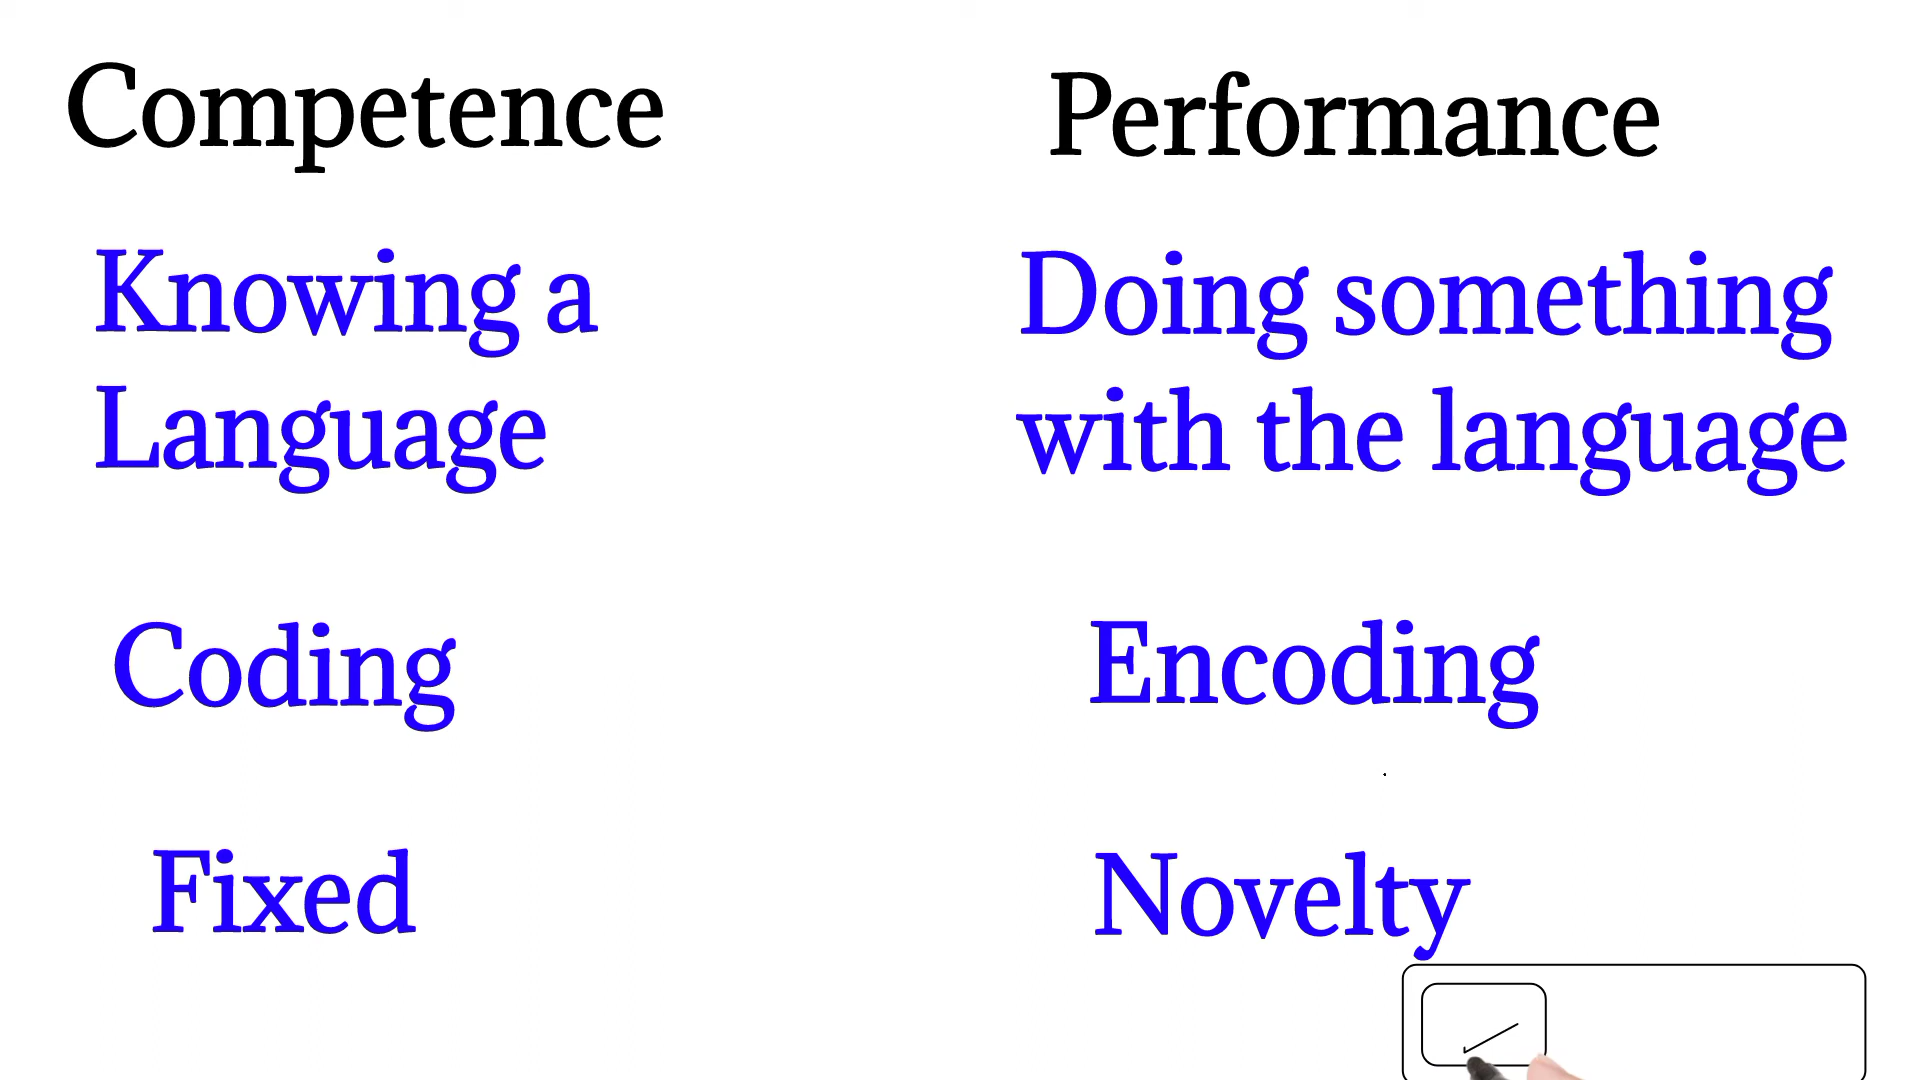 Competence
Performance
Knowing a
Language
Doing something
with the language
Coding
Encoding
Fixed
Novelty